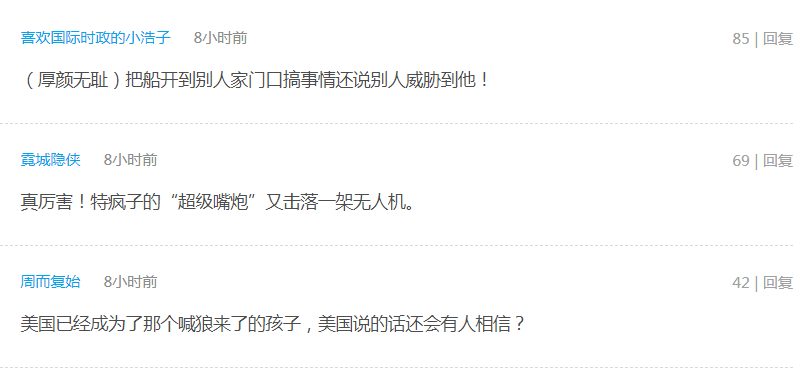 喜欢国际时政的小浩子 8小时前 85 | 回复
（厚颜无耻）把船开到别人家门口搞事情还说别人威胁到他！
霓城隐侠 8小时前 69 | 回复
真厉害！特疯子的“超级嘴炮”又击落一架无人机。
周而复始 8小时前 42 | 回复
美国已经成为了那个喊狼来了的孩子，美国说的话还会有人相信？